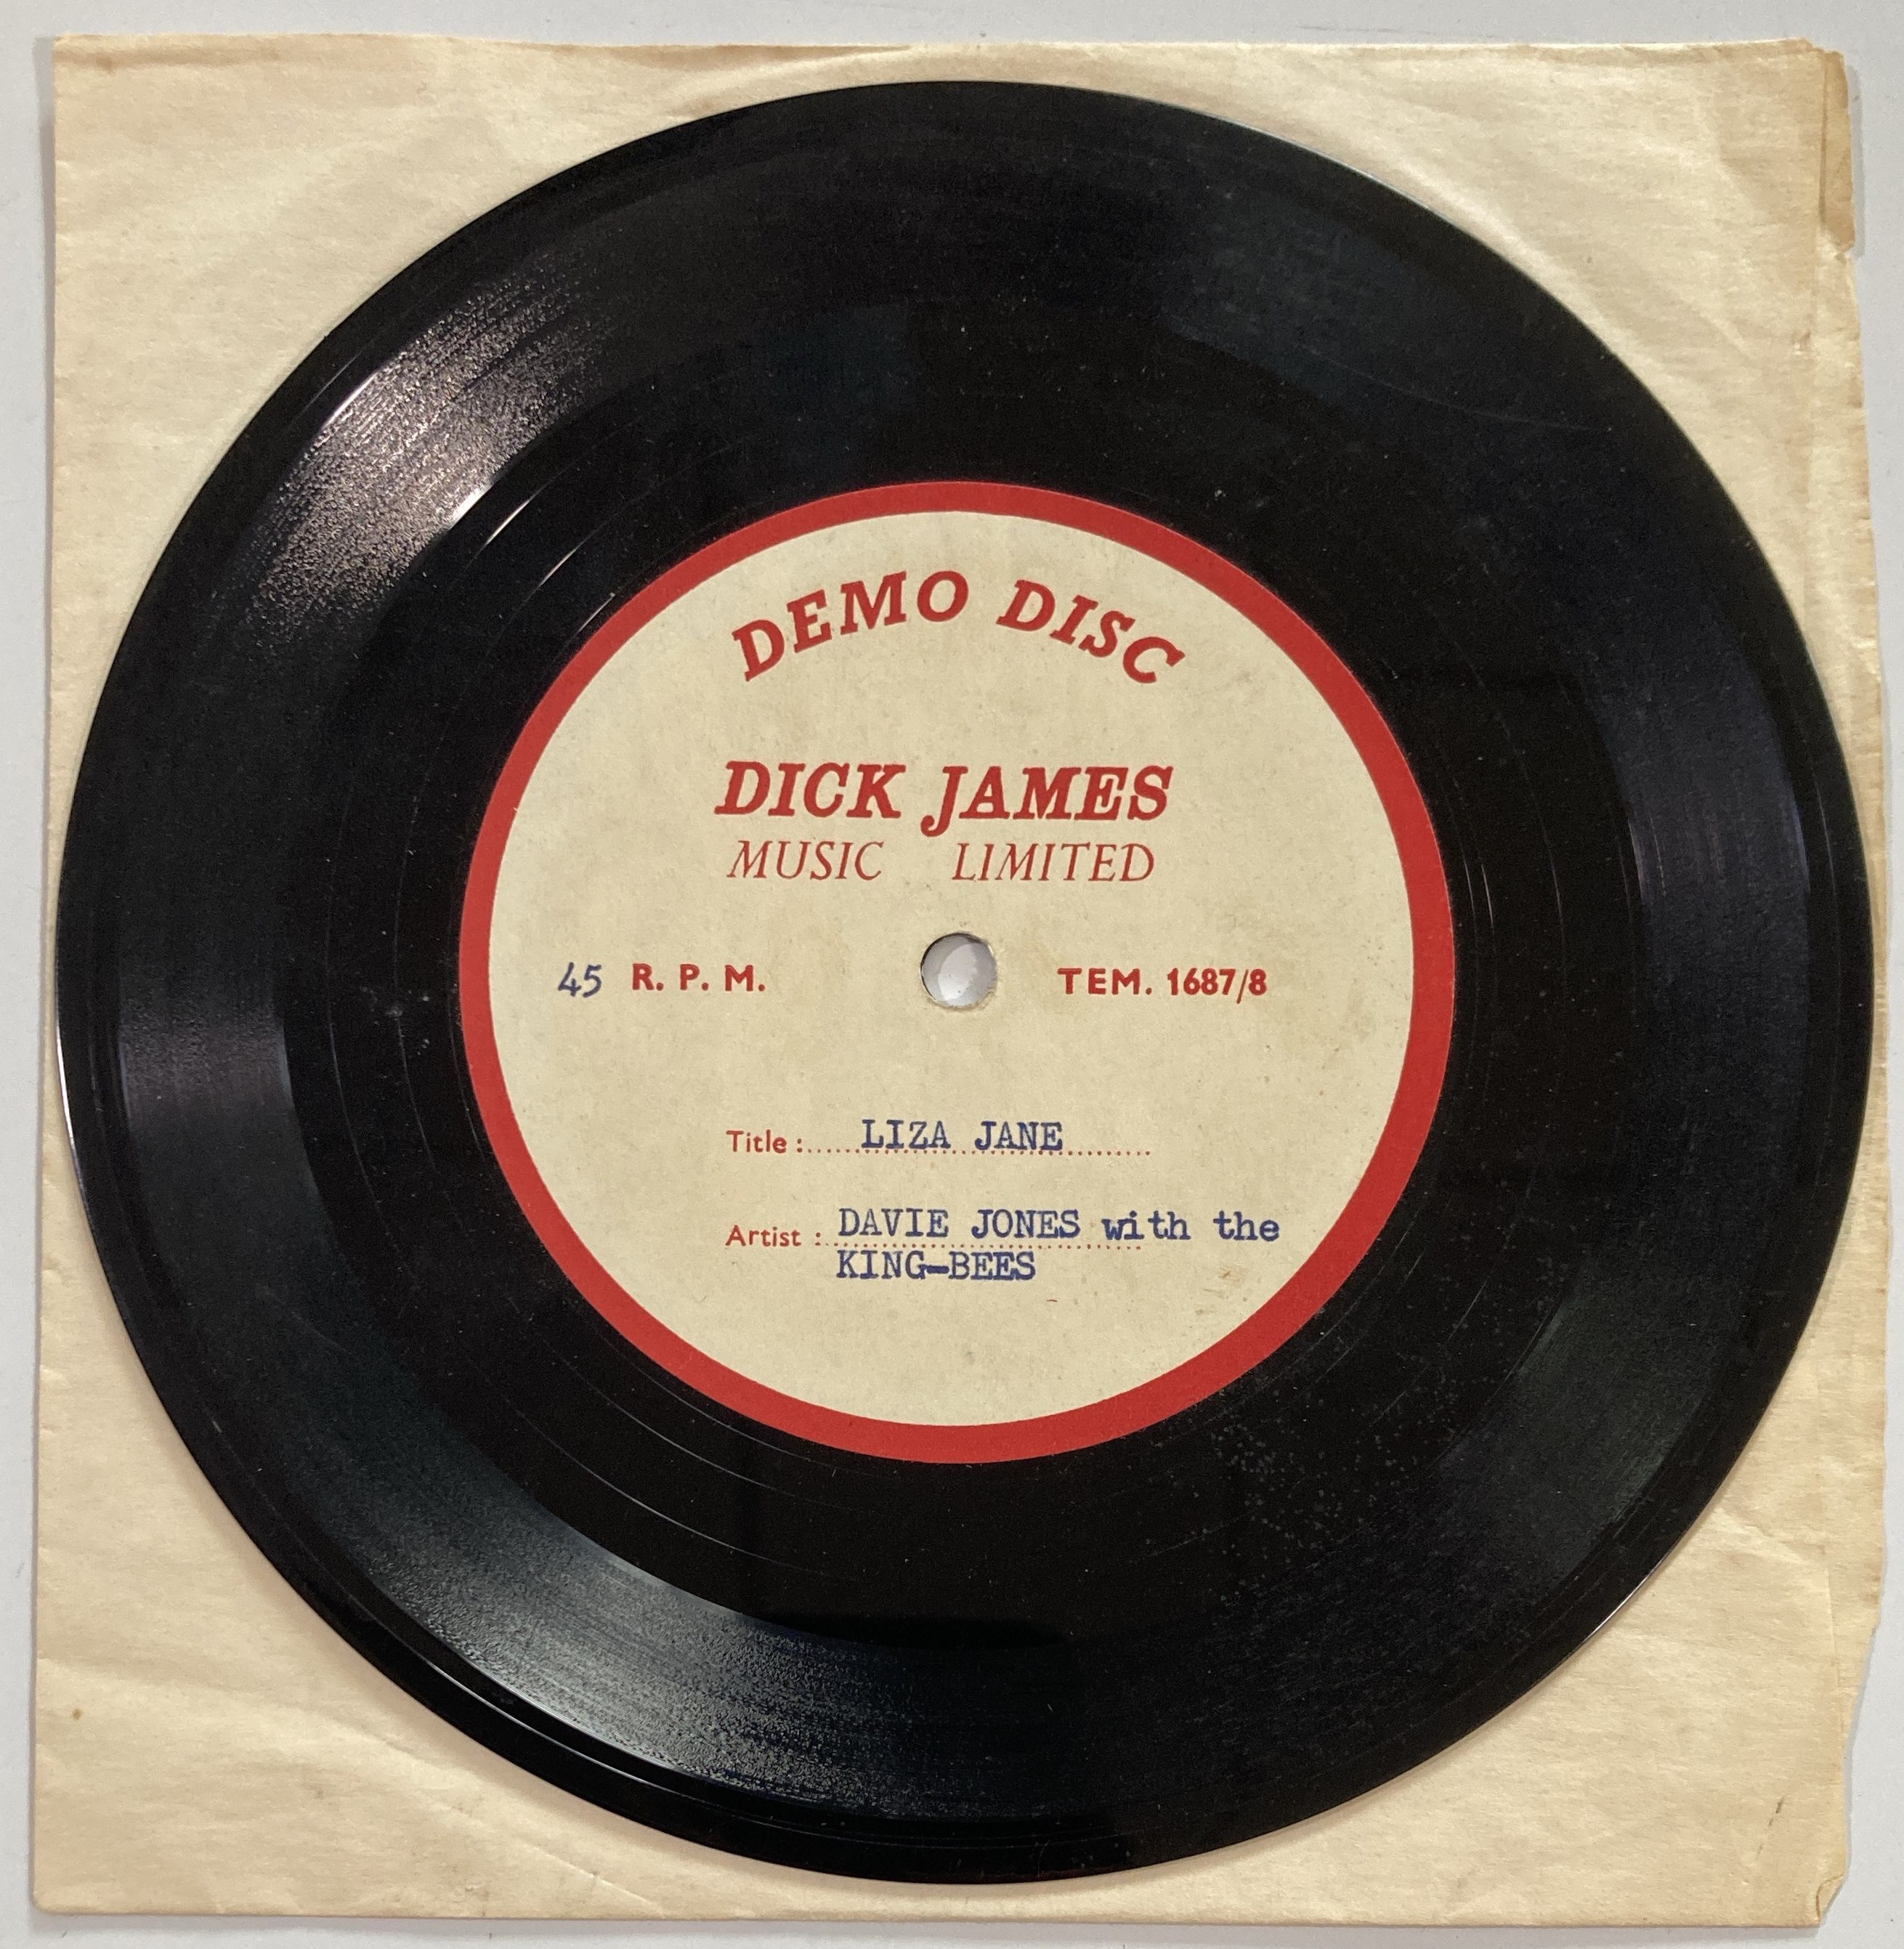 DEMO DISC
DICK JAMES
MUSIC LIMITED
45 R. P. M. TEM. 1687/8
Title :..... LIZA JANE
Artist : DAVIE JONES with the
KING-BEES